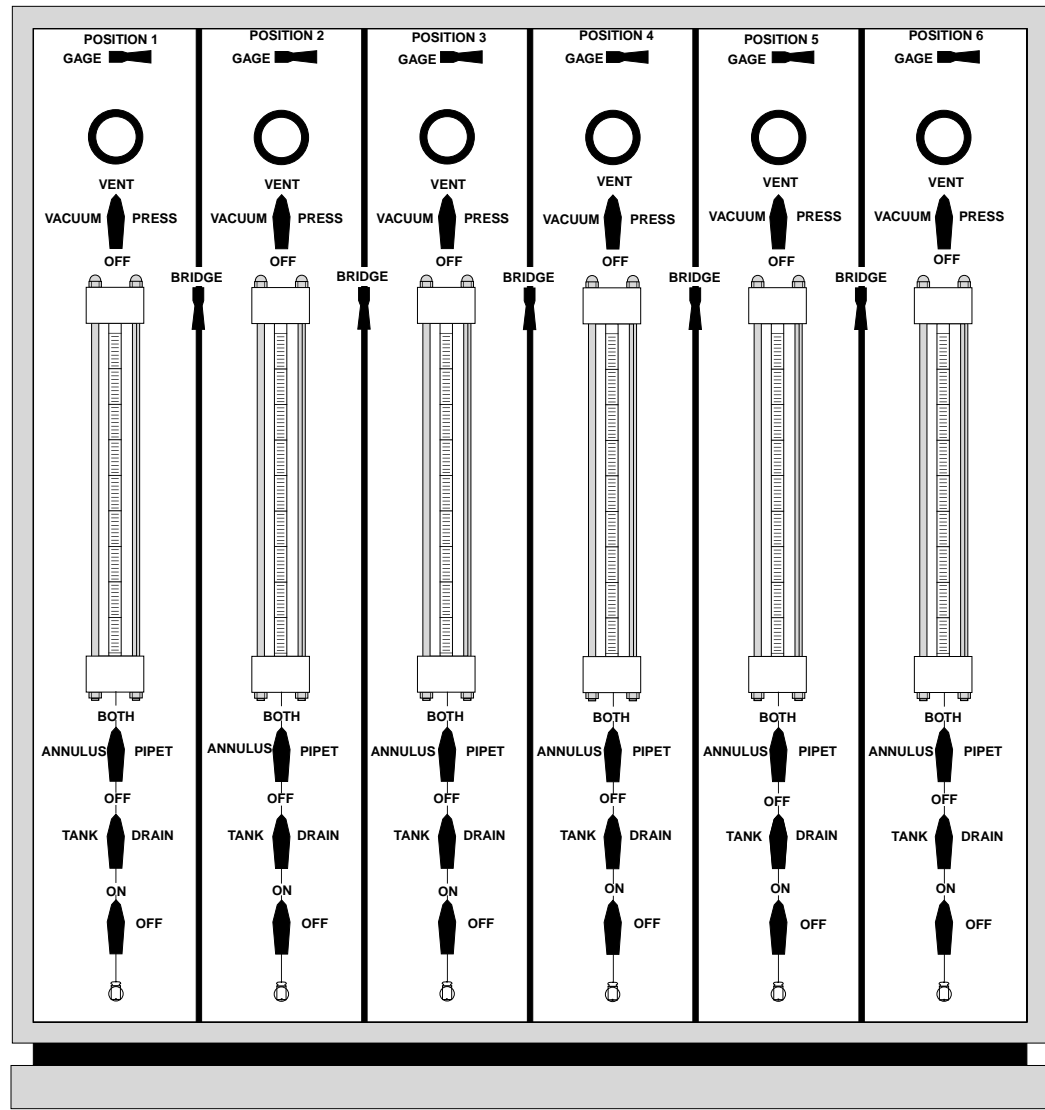 POSITION 1 POSITION 2 POSITION 3 POSITION 4 POSITION 5 POSITION 6
GAGE GAGE GAGE GAGE GAGE GAGE
VENT VENT VENT VENT VENT VENT
VACUUM PRESS VACUUM PRESS VACUUM PRESS VACUUM PRESS VACUUM PRESS VACUUM PRESS
OFF OFF OFF OFF OFF OFF
BRIDGE BRIDGE BRIDGE BRIDGE BRIDGE
BOTH BOTH BOTH BOTH BOTH BOTH
ANNULUS PIPET ANNULUS PIPET ANNULUS PIPET ANNULUS PIPET ANNULUS PIPET ANNULUS PIPET
OFF OFF OFF OFF OFF OFF
TANK DRAIN TANK DRAIN TANK DRAIN TANK DRAIN TANK DRAIN TANK DRAIN
ON ON ON ON ON ON
OFF OFF OFF OFF OFF OFF